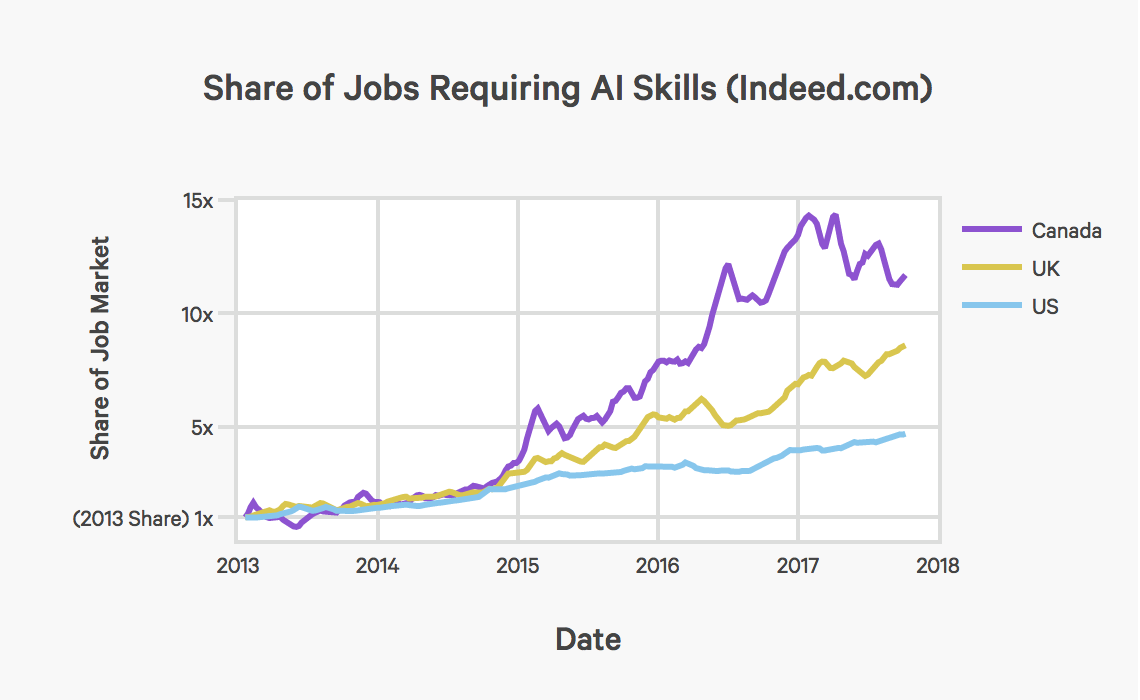 Share of Jobs Requiring AI Skills (Indeed.com)
15x
10x
5x
(2013 Share) 1x
Share of Job Market
2013 2014 2015 2016 2017 2018
Date
Canada
UK
US